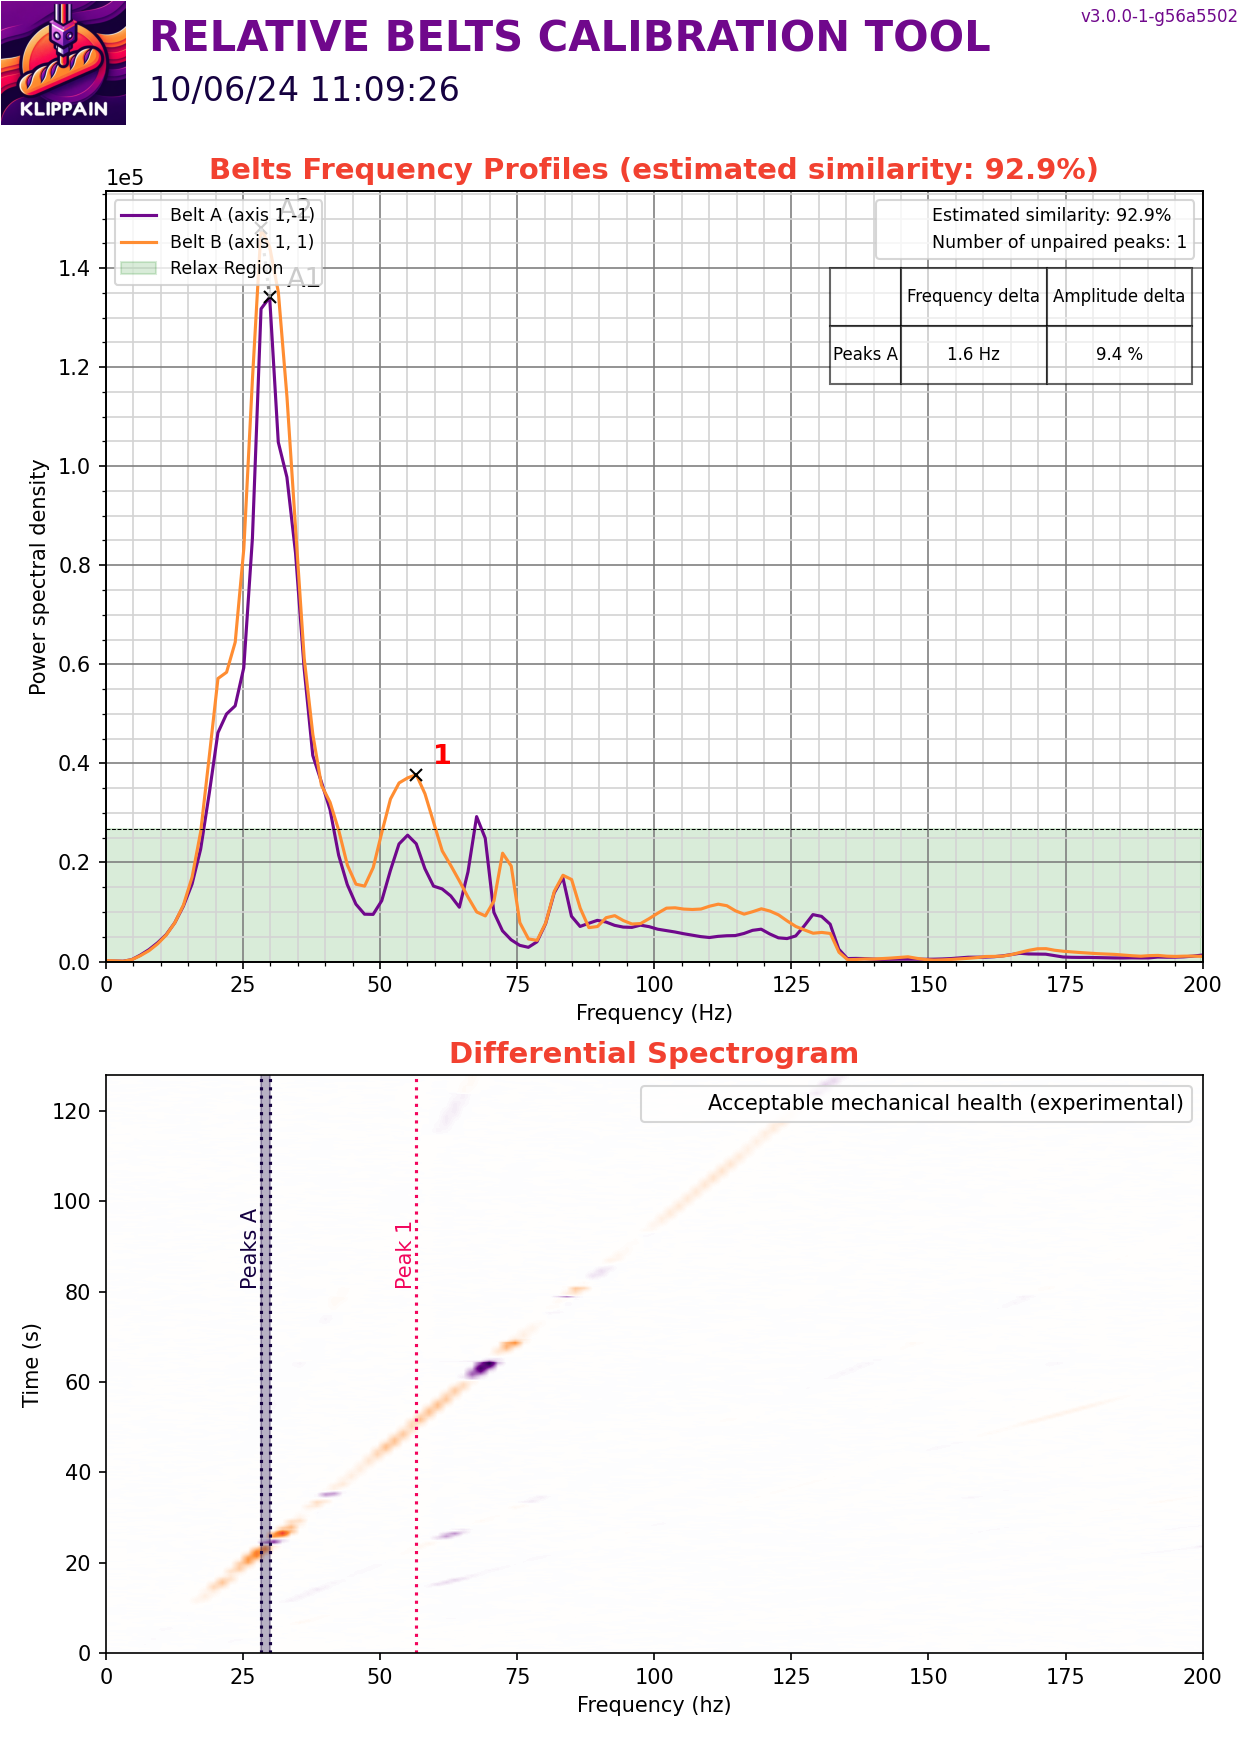 KLIPPAIN
RELATIVE BELTS CALIBRATION TOOL
10/06/24 11:09:26
v3.0.0-1-g56a5502
Belts Frequency Profiles (estimated similarity: 92.9%)
1e5
Belt A (axis 1,-1)
Belt B (axis 1, 1)
Relax Region
A2
A1
Estimated similarity: 92.9%
Number of unpaired peaks: 1
Frequency delta Amplitude delta
Peaks A 1.6 Hz 9.4 %
1
Power spectral density
1.4
1.2
1.0
0.8
0.6
0.4
0.2
0.0
0 25 50 75 100 125 150 175 200
Frequency (Hz)
Differential Spectrogram
Acceptable mechanical health (experimental)
Peaks A
Peak 1
Time (s)
120
100
80
60
40
20
0
0 25 50 75 100 125 150 175 200
Frequency (hz)